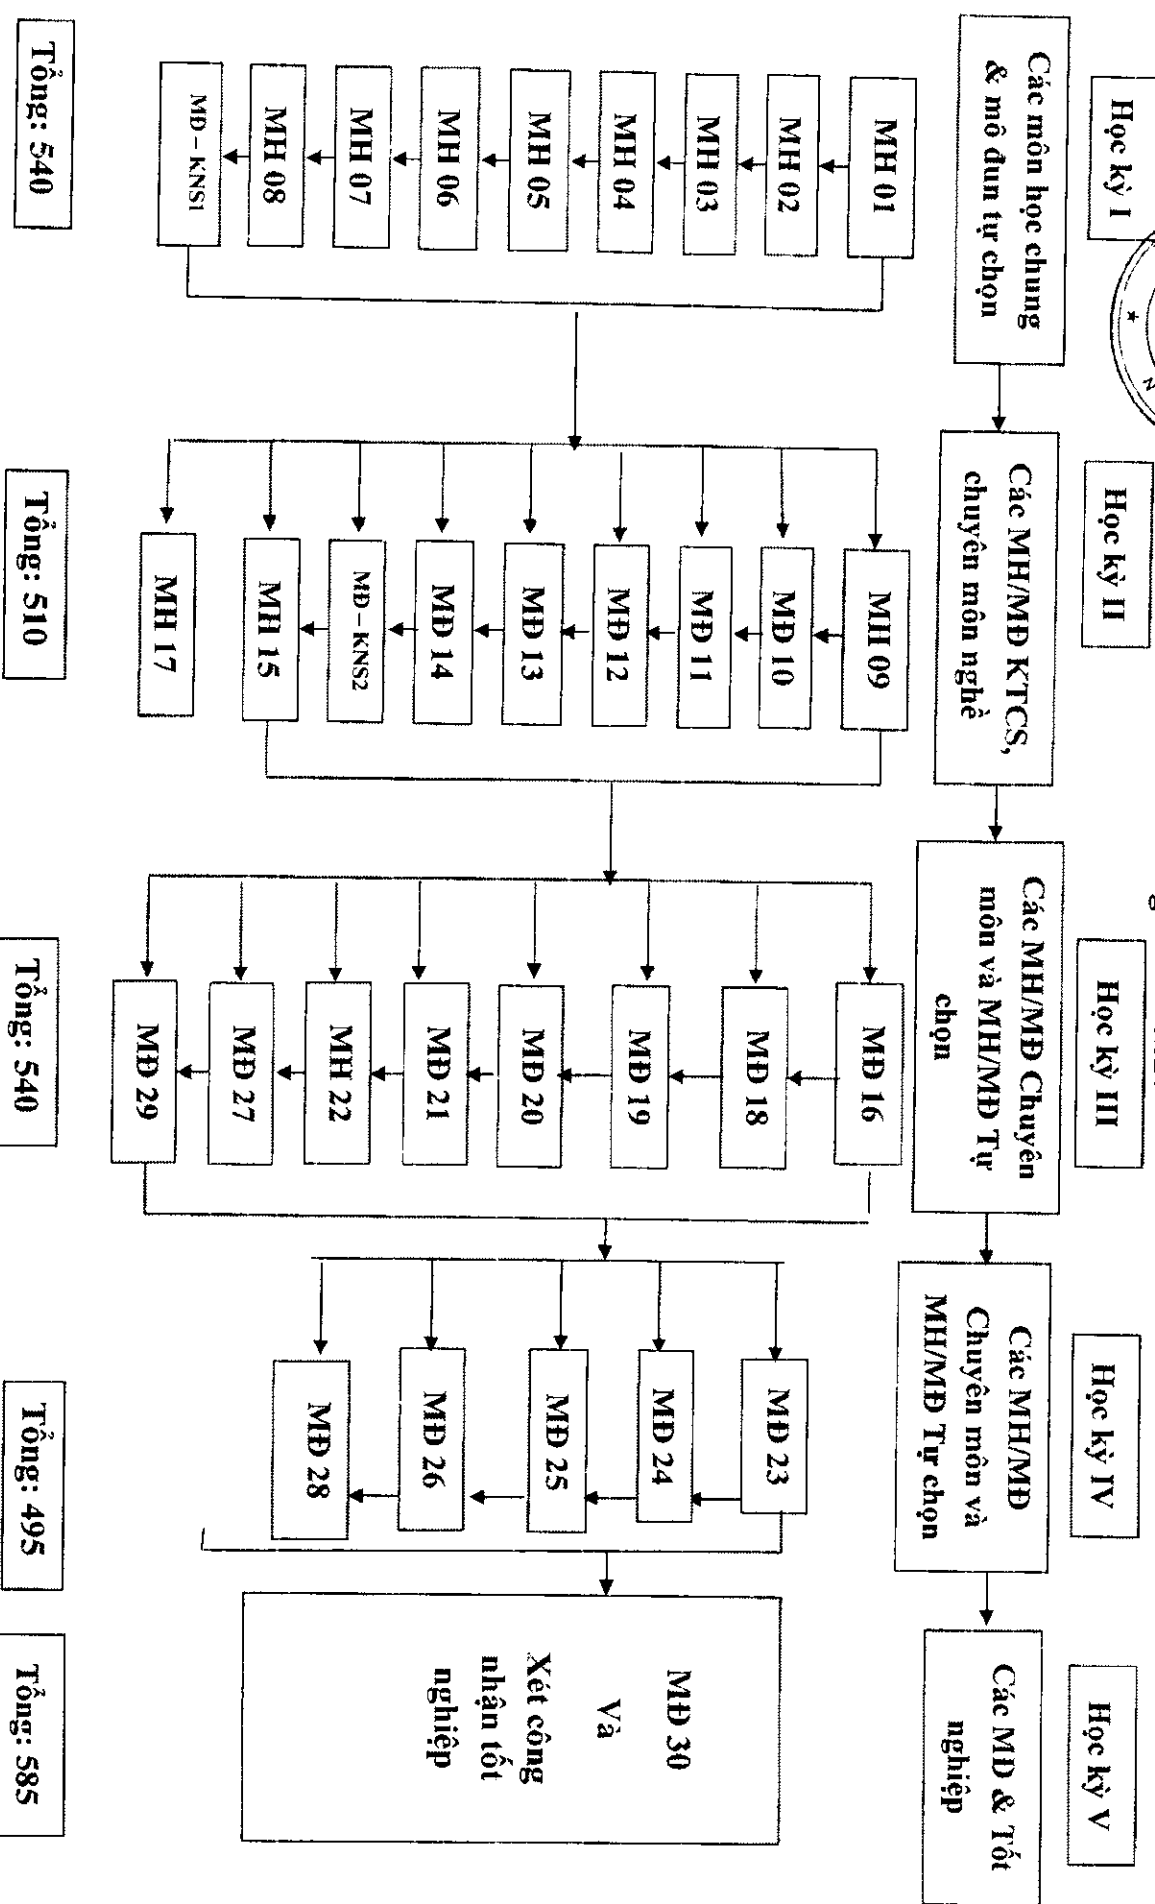 Học kỳ I
Các môn học chung
& mô đun tự chọn
MH 01
MH 02
MH 03
MH 04
MH 05
MH 06
MH 07
MH 08
MĐ – KNS1
Tổng: 540
Học kỳ II
Các MH/MĐ KTCS,
chuyên môn nghề
MH 09
MĐ 10
MĐ 11
MĐ 12
MĐ 13
MĐ 14
MĐ – KNS2
MH 15
MH 17
Tổng: 510
Học kỳ III
Các MH/MĐ Chuyên
môn và MH/MĐ Tự
chọn
MĐ 16
MĐ 18
MĐ 19
MĐ 20
MĐ 21
MH 22
MĐ 27
MĐ 29
Tổng: 540
Học kỳ IV
Các MH/MĐ
Chuyên môn và
MH/MĐ Tự chọn
MĐ 23
MĐ 24
MĐ 25
MĐ 26
MĐ 28
Tổng: 495
Học kỳ V
Các MĐ & Tốt
nghiệp
MĐ 30
Và
Xét công
nhận tốt
nghiệp
Tổng: 585